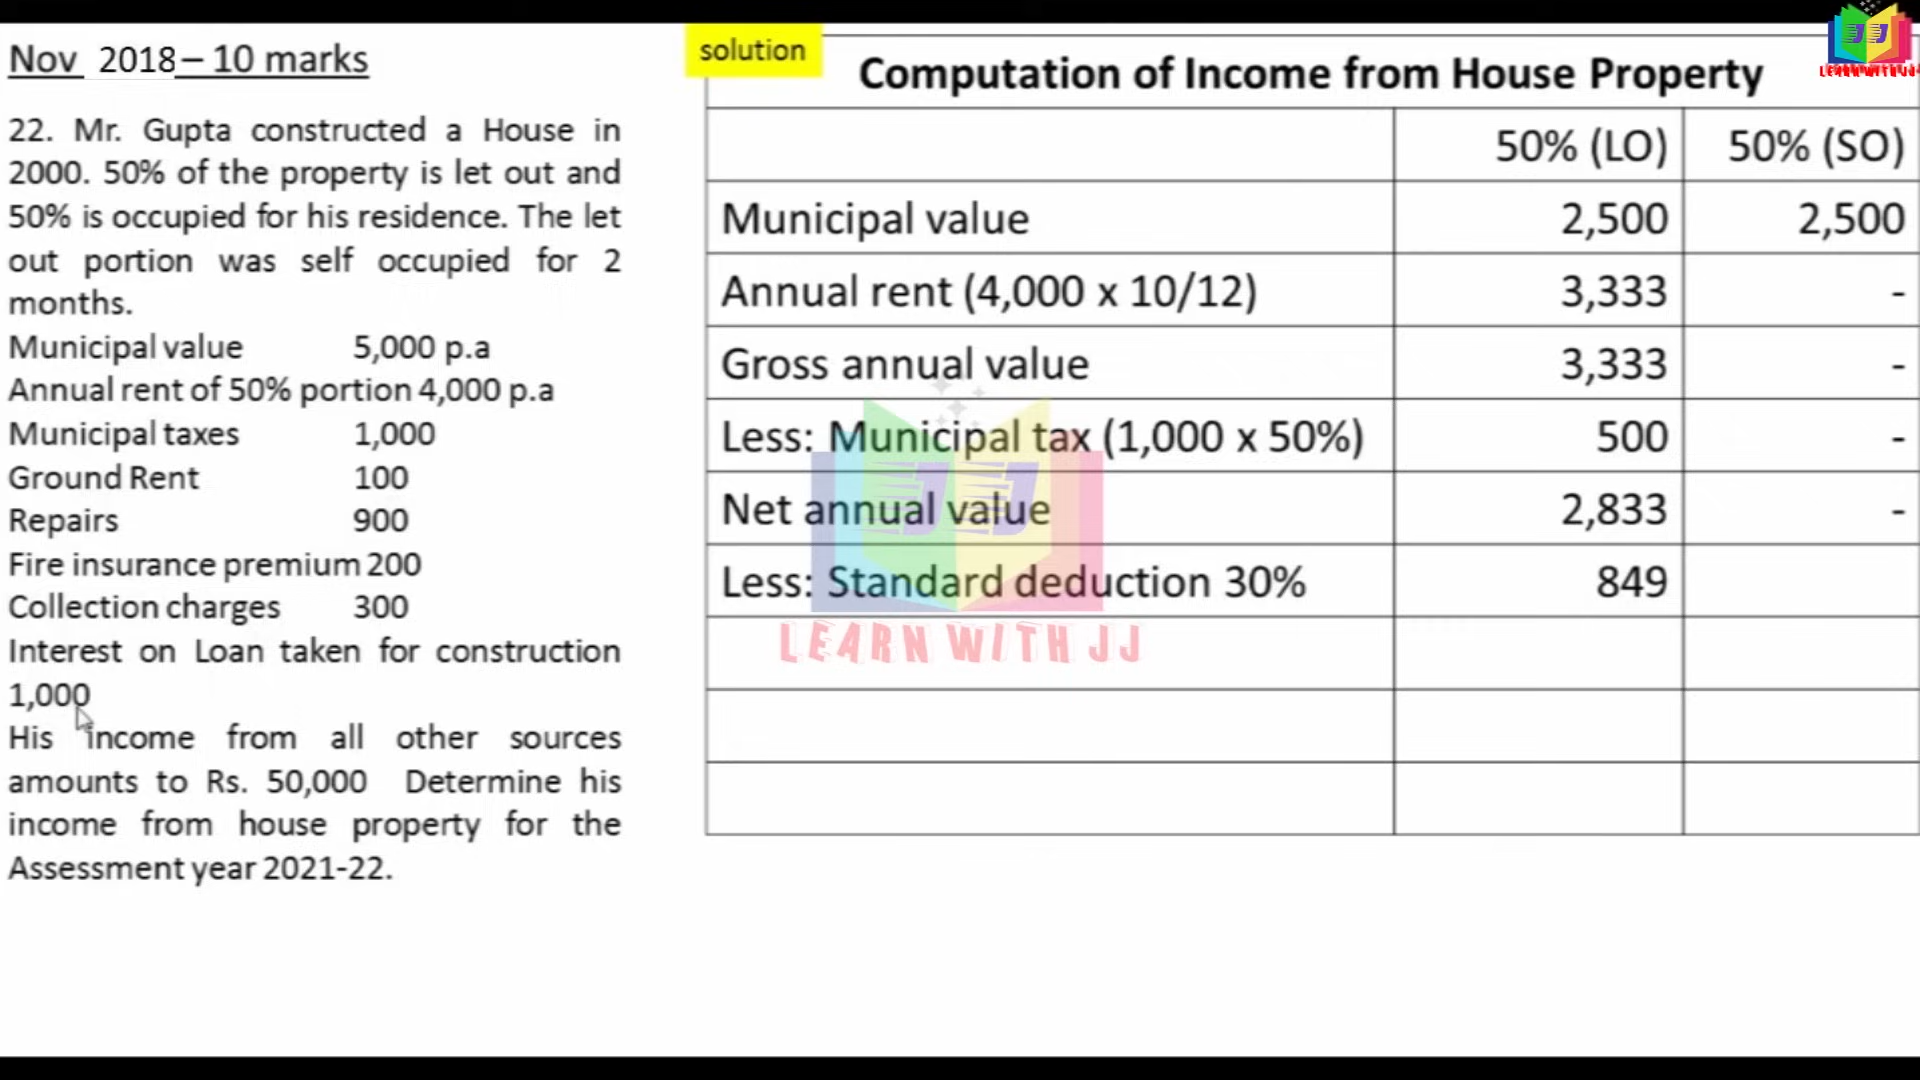 Nov 2018 – 10 marks
22. Mr. Gupta constructed a House in
2000. 50% of the property is let out and
50% is occupied for his residence. The let
out portion was self occupied for 2
months.
Municipal value 5,000 p.a
Annual rent of 50% portion 4,000 p.a
Municipal taxes 1,000
Ground Rent 100
Repairs 900
Fire insurance premium 200
Collection charges 300
Interest on Loan taken for construction
1,000
His income from all other sources
amounts to Rs. 50,000 Determine his
income from house property for the
Assessment year 2021-22.
solution
Computation of Income from House Property
50% (LO) 50% (SO)
Municipal value 2,500 2,500
Annual rent (4,000 x 10/12) 3,333 -
Gross annual value 3,333 -
Less: Municipal tax (1,000 x 50%) 500 -
Net annual value 2,833 -
Less: Standard deduction 30% 849
JJ
LEARN WITH JJ
JJ
LEARN WITH JJ